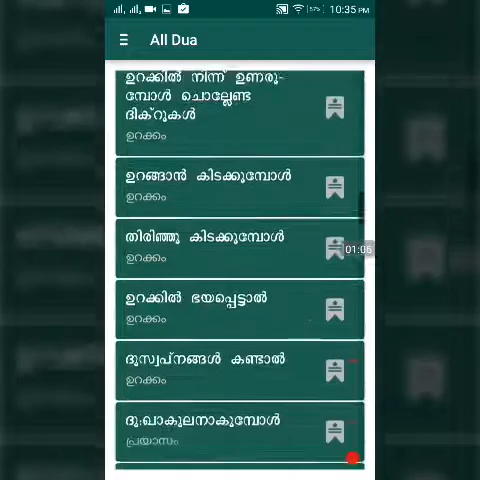 57%
10:35 PM
All Dua
ഉറക്കിൽ നിന്ന് ഉണരു-
മ്പോൾ ചൊല്ലേണ്ട
ദിക്റുകൾ
ഉറക്കം
ഉറങ്ങാൻ കിടക്കുമ്പോൾ
ഉറക്കം
തിരിഞ്ഞു കിടക്കുമ്പോൾ
ഉറക്കം
01:06
ഉറക്കിൽ ഭയപ്പെട്ടാൽ
ഉറക്കം
ദുസ്വപ്നങ്ങൾ കണ്ടാൽ
ഉറക്കം
ദു:ഖാകുലനാകുമ്പോൾ
പ്രയാസം